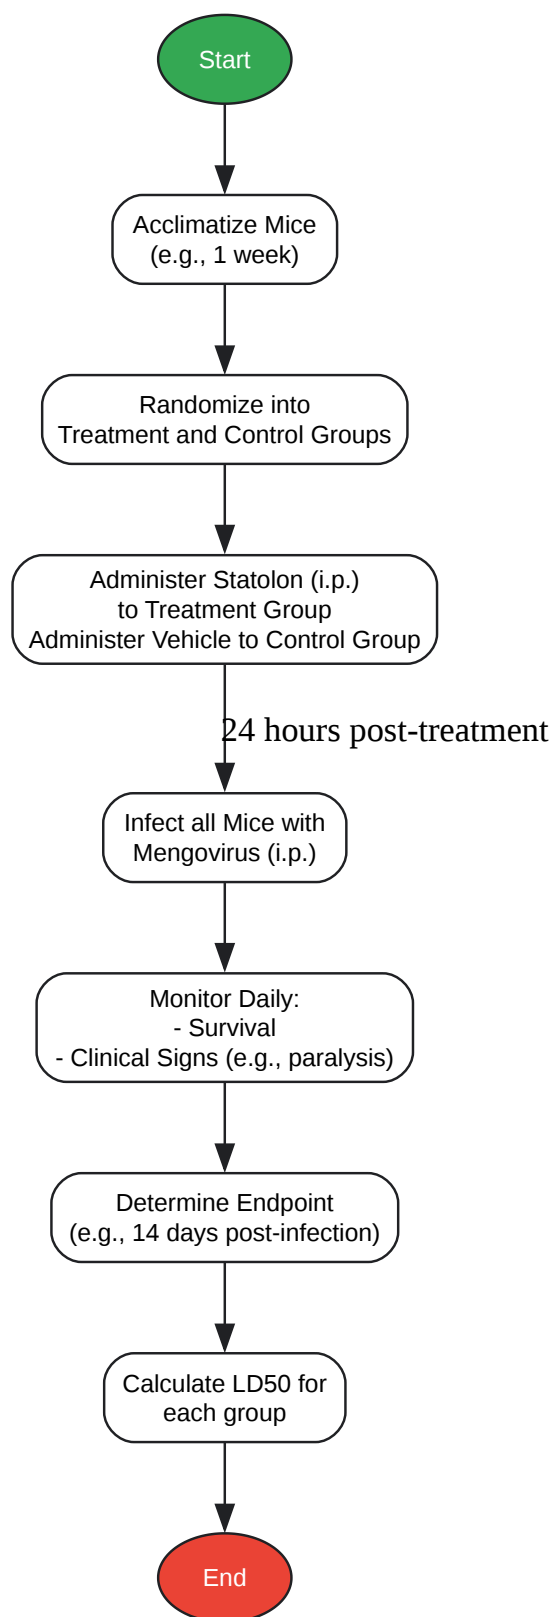 Start
Acclimatize Mice
(e.g., 1 week)
Randomize into
Treatment and Control Groups
Administer Statolon (i.p.)
to Treatment Group
Administer Vehicle to Control Group
24 hours post-treatment
Infect all Mice with
Mengovirus (i.p.)
Monitor Daily:
- Survival
- Clinical Signs (e.g., paralysis)
Determine Endpoint
(e.g., 14 days post-infection)
Calculate LD50 for
each group
End